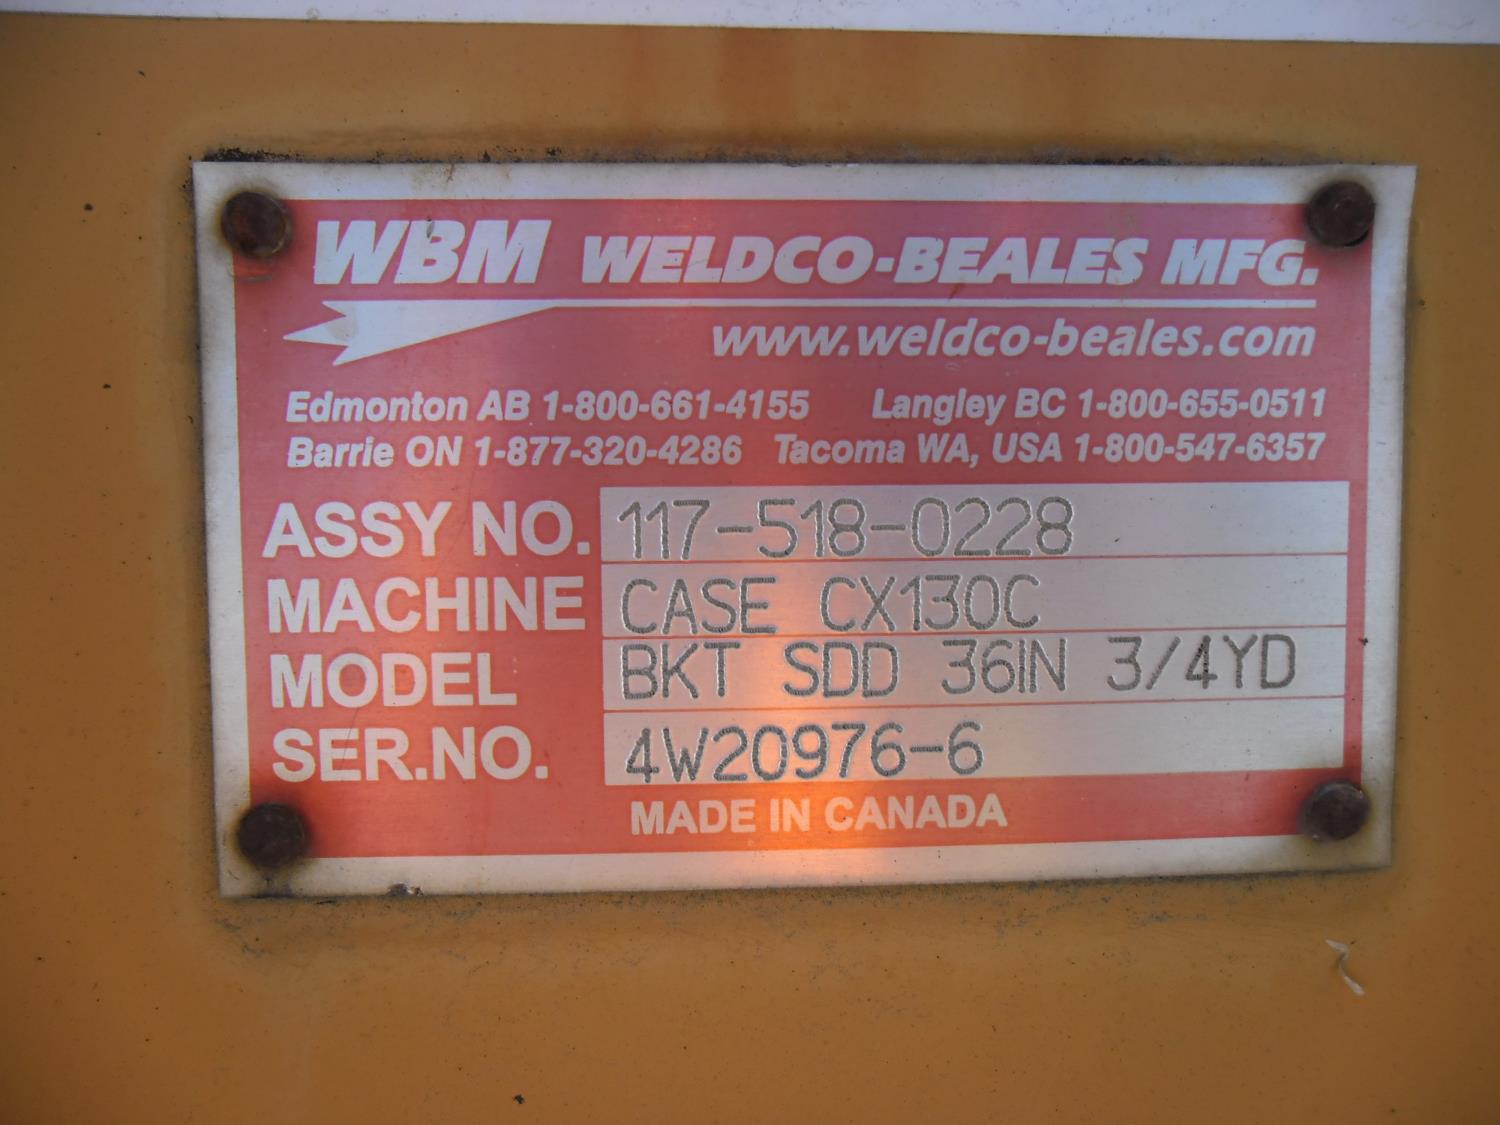 WBM WELDCO-BEALES MFG.
www.weldco-beales.com
Edmonton AB 1-800-661-4155 Langley BC 1-800-655-0511
Barrie ON 1-877-320-4286 Tacoma WA, USA 1-800-547-6357
ASSY NO. 117-518-0228
MACHINE CASE CX130C
MODEL BKT SDD 36IN 3/4YD
SER.NO. 4W20976-6
MADE IN CANADA